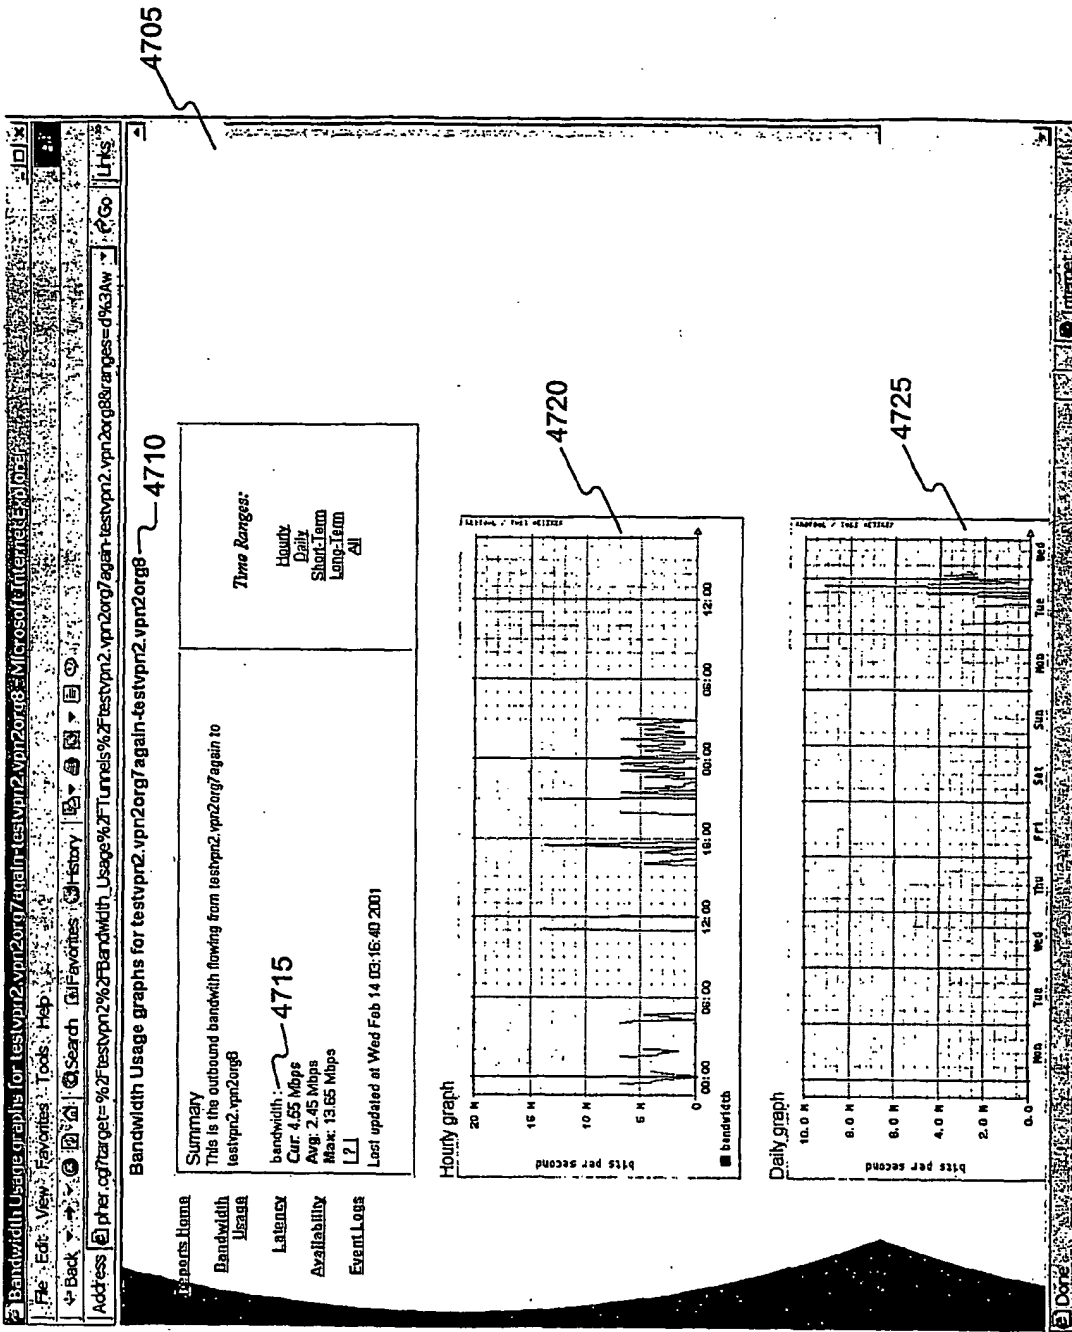 Bandwidth Usage graphs for testvpn2.vpn2org7again-testvpn2.vpn2org8 - Microsoft Internet Explorer
File Edit View Favorites Tools Help
Back Search Favorites History
Address pher.cgi?target=%2Ftestvpn2%2FBandwidth_Usage%2FTunnels%2Ftestvpn2.vpn2org7again-testvpn2.vpn2org8&ranges=d%3Aw Go Links
4705
Bandwidth Usage graphs for testvpn2.vpn2org7again-testvpn2.vpn2org8
4710
Reports Home
Bandwidth
Usage
Latency
Availability
Event Logs
Summary
This is the outbound bandwith flowing from testvpn2.vpn2org7again to
testvpn2.vpn2org8
bandwidth:
4715
Cur: 4.65 Mbps
Avg: 2.45 Mbps
Max: 13.65 Mbps
[?]
Last updated at Wed Feb 14 03:16:40 2001
Time Ranges:
Hourly
Daily
Short-Term
Long-Term
All
Hourly graph
4720
bits per second
20 M
15 M
10 M
5 M
0
00:00 06:00 12:00 18:00 00:00 06:00 12:00
bandwidth
Daily graph
4725
bits per second
10.0 M
8.0 M
6.0 M
4.0 M
2.0 M
0.0
Mon Tue Wed Thu Fri Sat Sun Mon Tue Wed
Done Internet